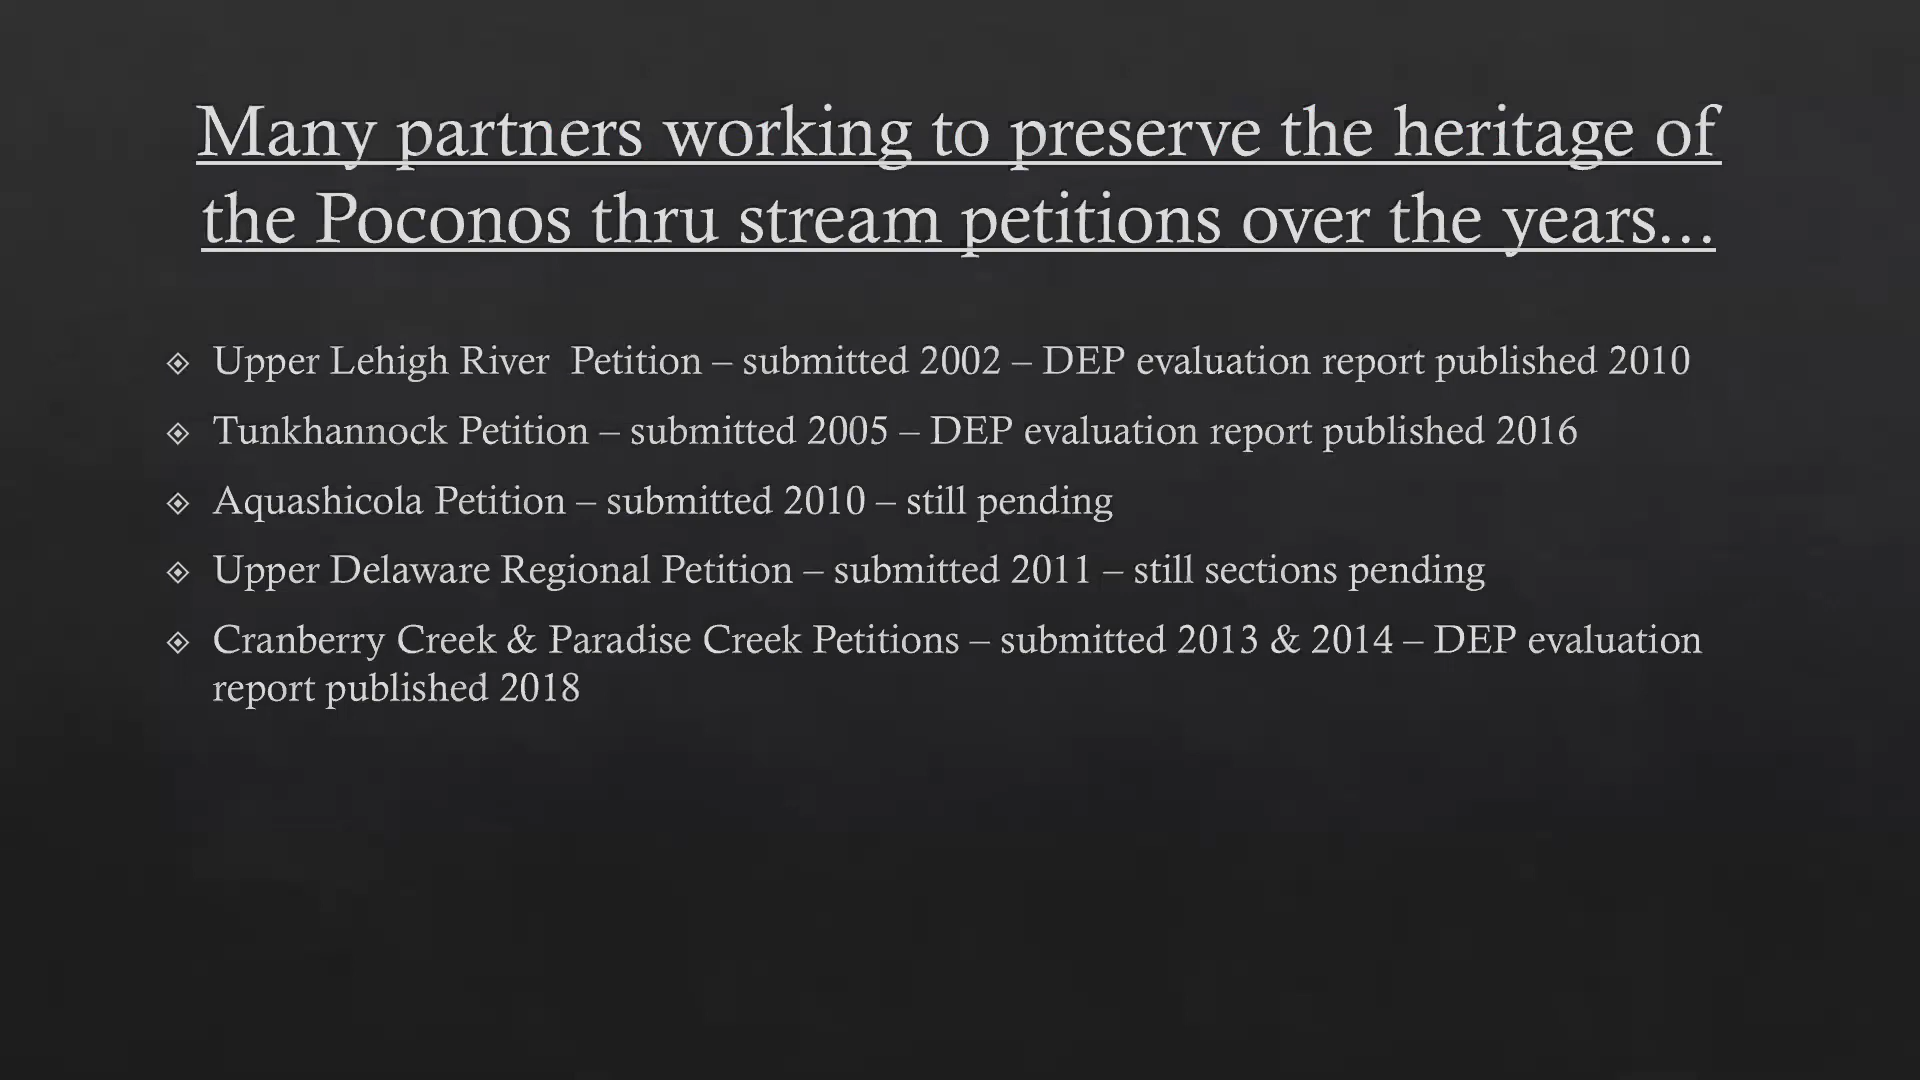 Many partners working to preserve the heritage of
the Poconos thru stream petitions over the years…
Upper Lehigh River  Petition – submitted 2002 – DEP evaluation report published 2010
Tunkhannock Petition – submitted 2005 – DEP evaluation report published 2016
Aquashicola Petition – submitted 2010 – still pending
Upper Delaware Regional Petition – submitted 2011 – still sections pending
Cranberry Creek & Paradise Creek Petitions – submitted 2013 & 2014 – DEP evaluation
report published 2018